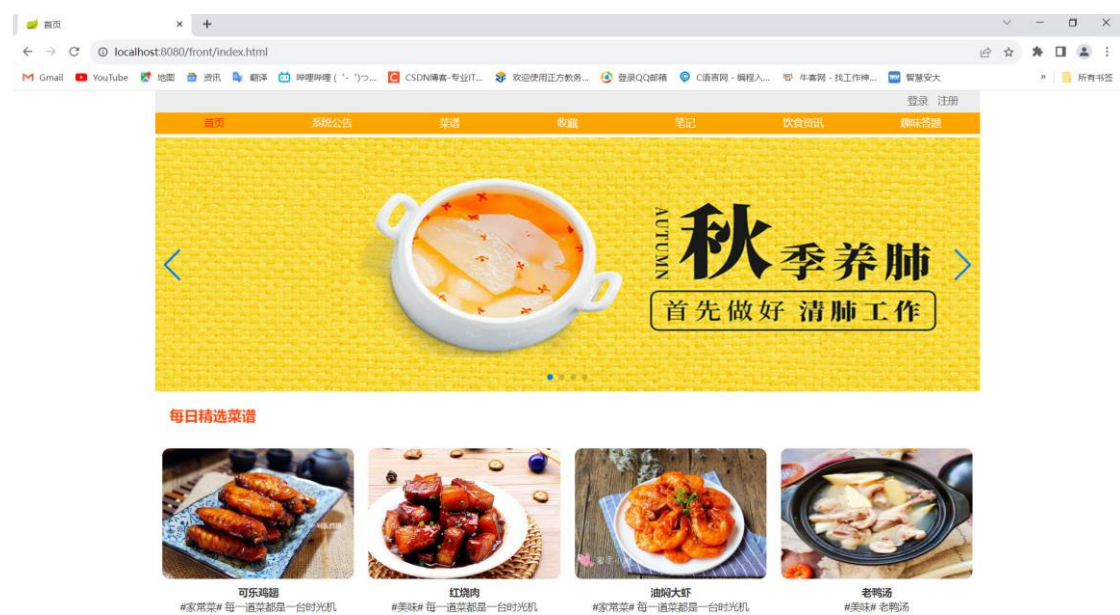 首页
localhost:8080/front/index.html
Gmail YouTube 地图 资讯 翻译 哔哩哔哩 ( ゜- ゜)つ... CSDN博客-专业IT... 欢迎使用正方教务... 登录QQ邮箱 C语言网 - 编程入... 牛客网 - 找工作神... 智慧安大 » 所有书签
登录 注册
首页 系统公告 菜谱 收藏 笔记 饮食资讯 趣味答题
AUTUMN
秋季养肺
首先做好 清肺工作
每日精选菜谱
可乐鸡翅 红烧肉 油焖大虾 老鸭汤
#家常菜# 每一道菜都是一台时光机 #美味# 每一道菜都是一台时光机 #家常菜# 每一道菜都是一台时光机 #美味# 老鸭汤